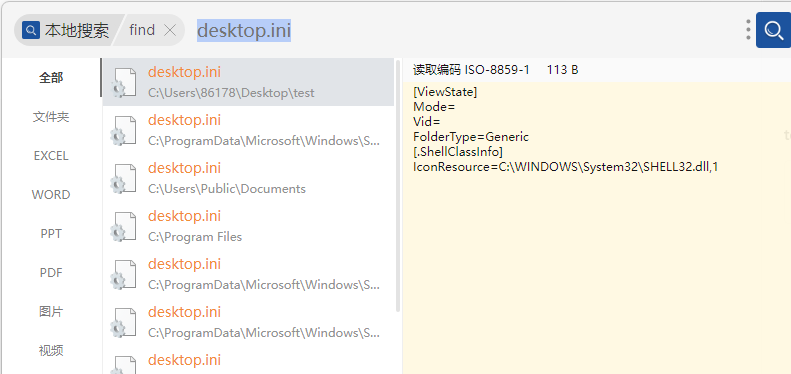 本地搜索 find desktop.ini
全部
文件夹
EXCEL
WORD
PPT
PDF
图片
视频
desktop.ini
C:\Users\86178\Desktop\test
desktop.ini
C:\ProgramData\Microsoft\Windows\S...
desktop.ini
C:\Users\Public\Documents
desktop.ini
C:\Program Files
desktop.ini
C:\ProgramData\Microsoft\Windows\S...
desktop.ini
C:\ProgramData\Microsoft\Windows\S...
desktop.ini
读取编码 ISO-8859-1 113 B
[ViewState]
Mode=
Vid=
FolderType=Generic
[.ShellClassInfo]
IconResource=C:\WINDOWS\System32\SHELL32.dll,1